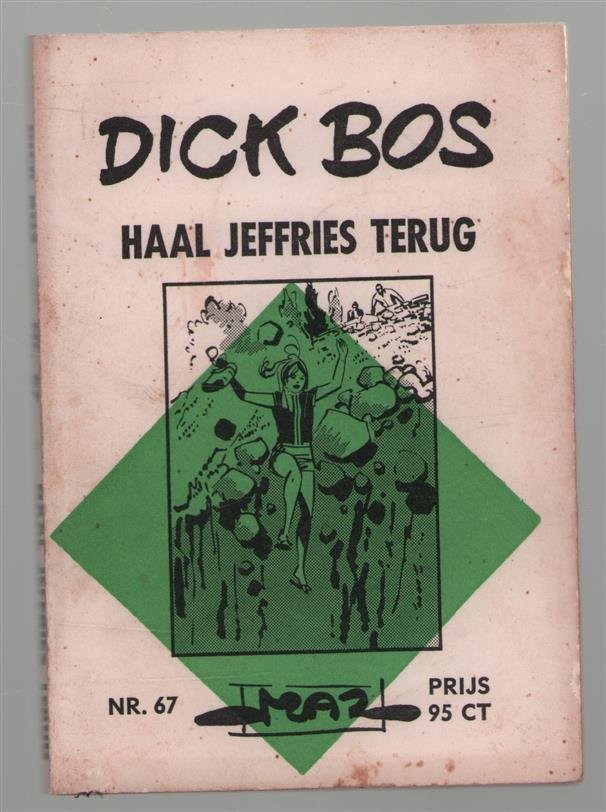 DICK BOS
HAAL JEFFRIES TERUG
NR. 67
MAZ
PRIJS
95 CT